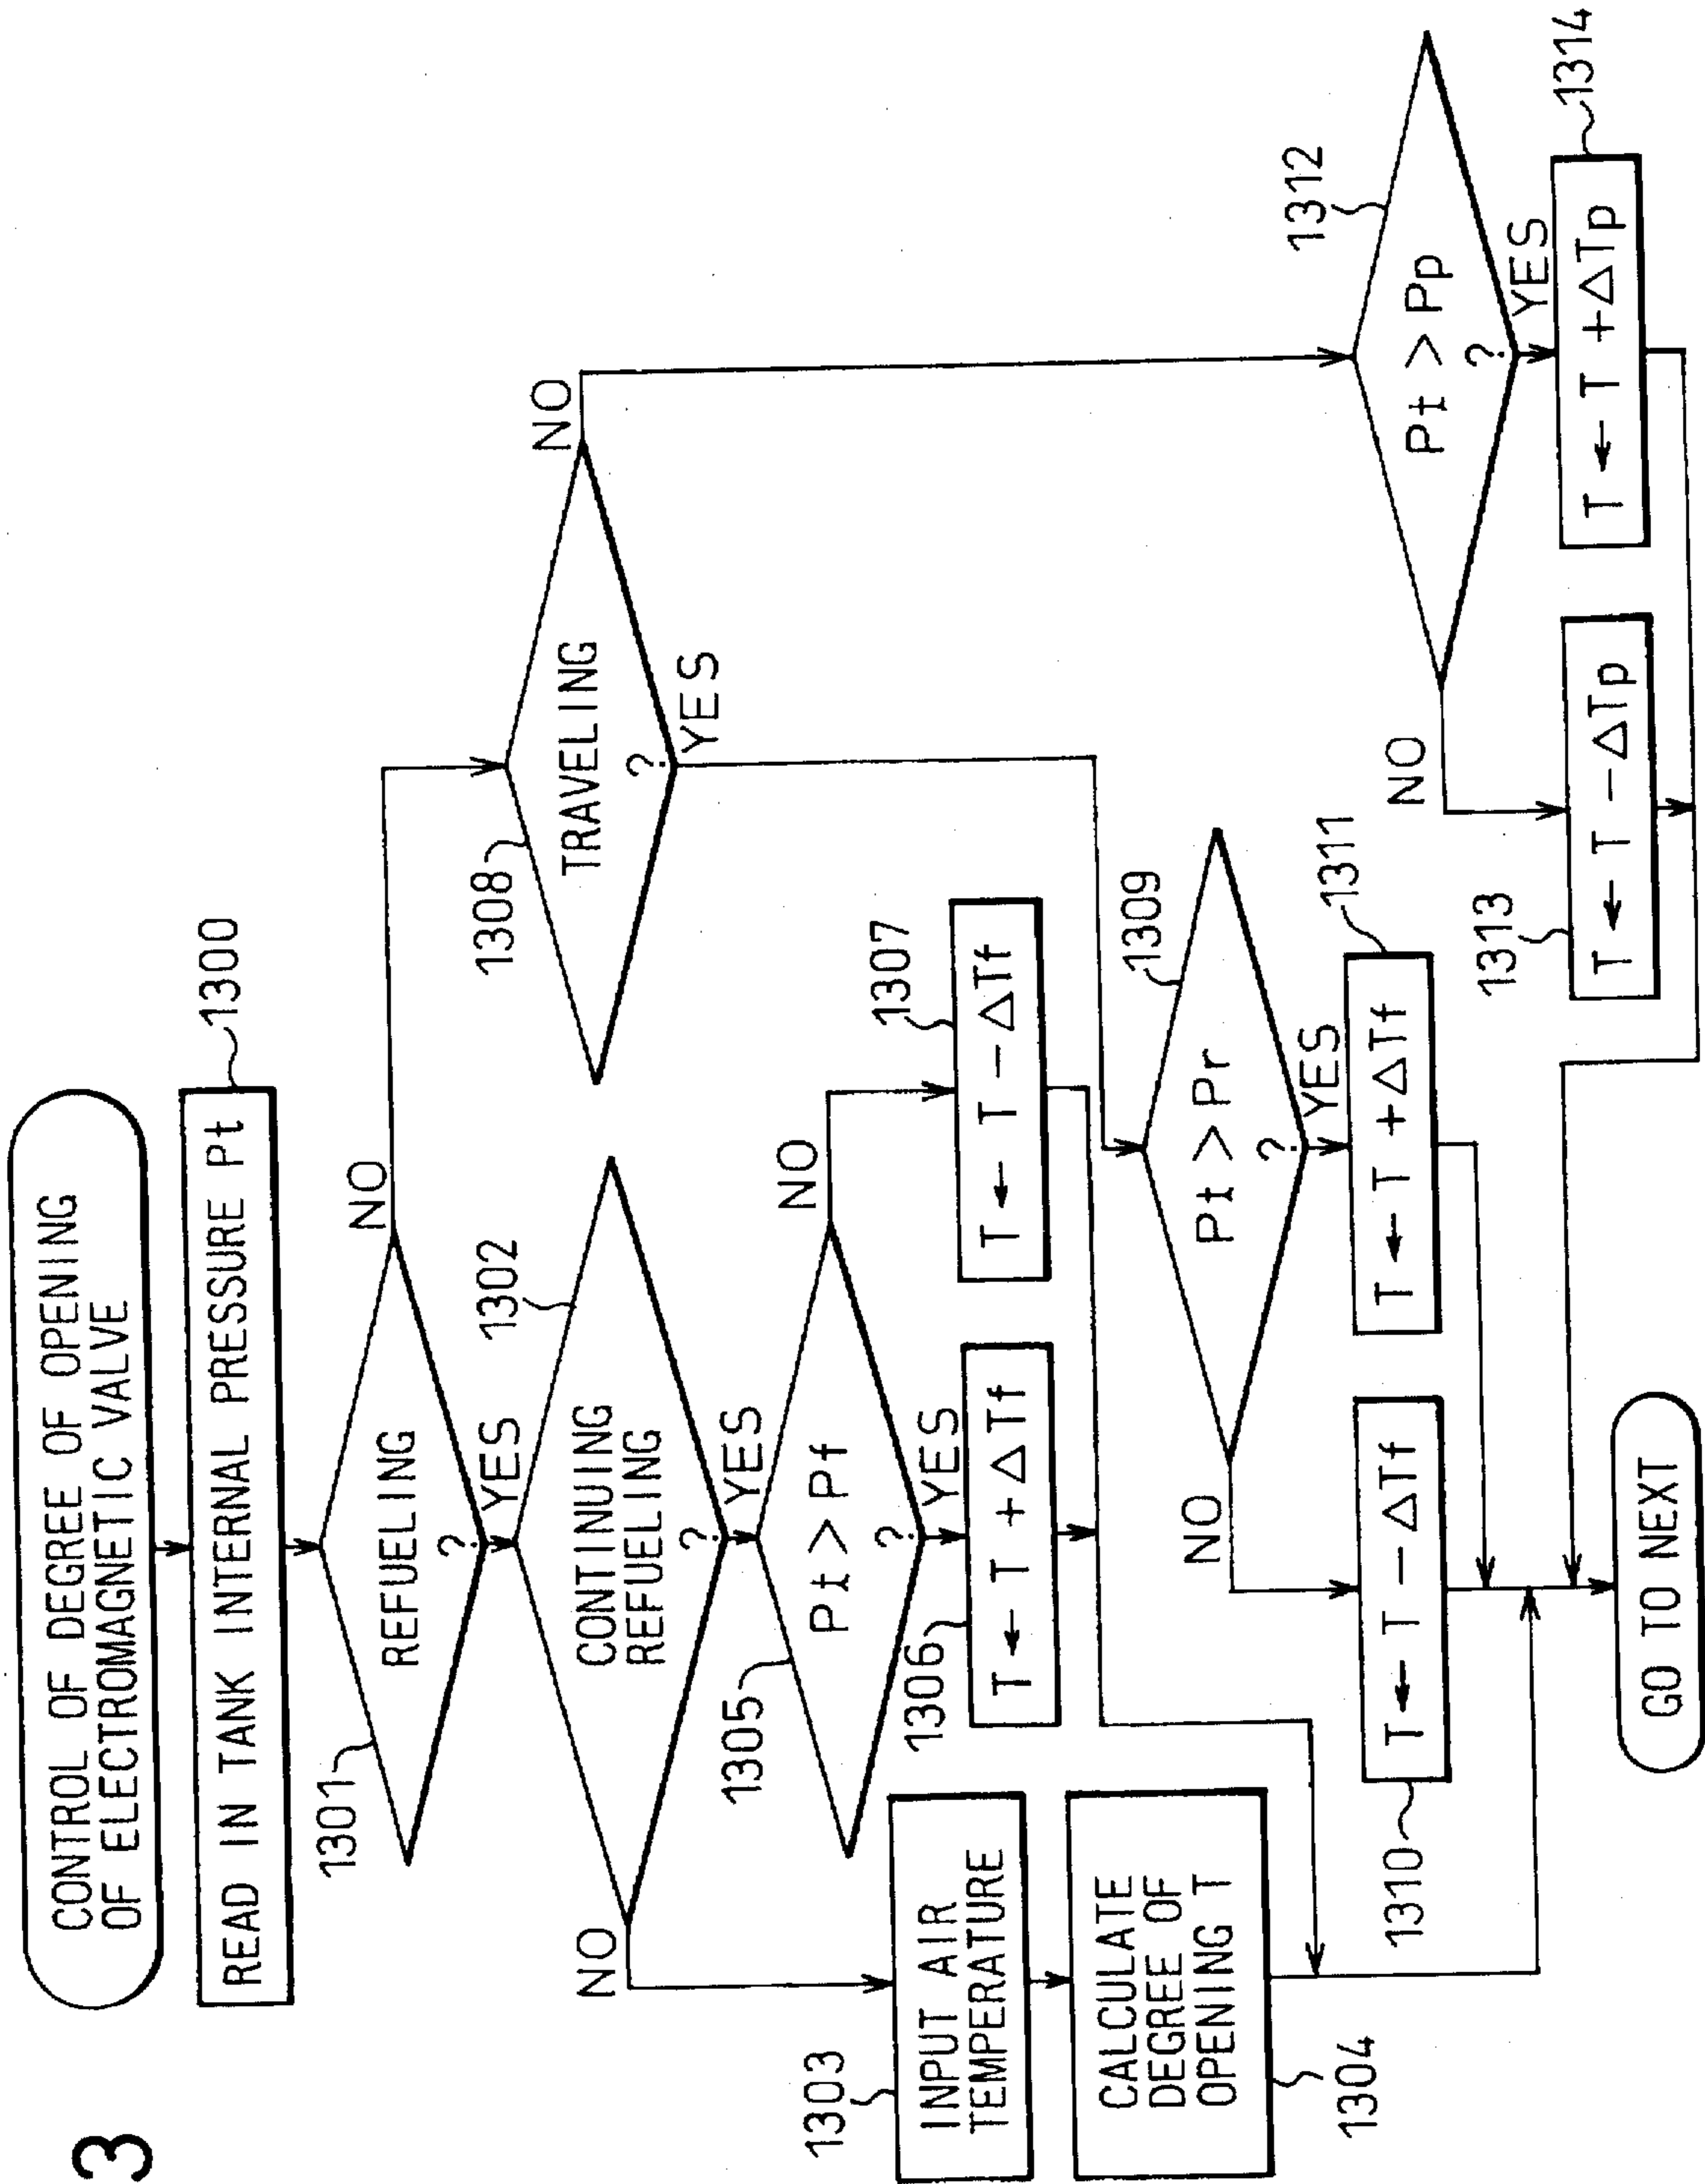 3
CONTROL OF DEGREE OF OPENING
OF ELECTROMAGNETIC VALVE
READ IN TANK INTERNAL PRESSURE Pt
1300
1301
REFUELING
?
NO
YES
1302
CONTINUING
REFUELING
?
NO
YES
1308
TRAVELING
?
NO
YES
1305
Pt > Pf
?
NO
YES
1303
INPUT AIR
TEMPERATURE
1304
CALCULATE
DEGREE OF
OPENING T
1306
T ← T + ΔTf
1307
T ← T - ΔTf
1309
Pt > Pr
?
NO
YES
1310
T ← T - ΔTf
1311
T ← T + ΔTf
1312
Pt > Pp
?
NO
YES
1313
T ← T - ΔTp
1314
T ← T + ΔTp
GO TO NEXT